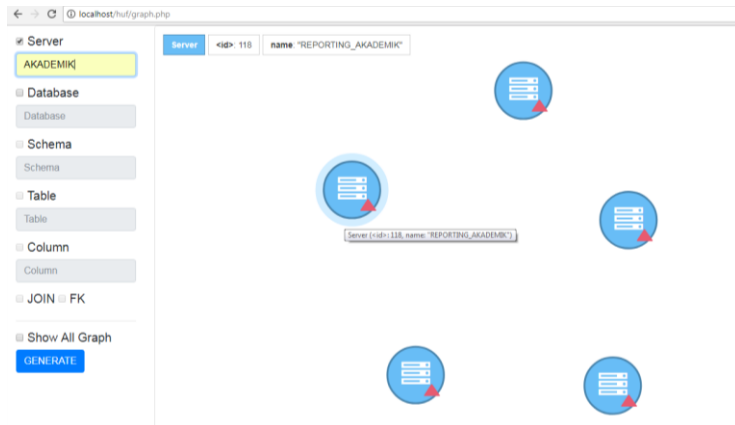 localhost/huf/graph.php
Server
AKADEMIK
Database
Database
Schema
Schema
Table
Table
Column
Column
JOIN FK
Show All Graph
GENERATE
Server <id>: 118 name: "REPORTING_AKADEMIK"
Server (<id>: 118, name: "REPORTING_AKADEMIK")